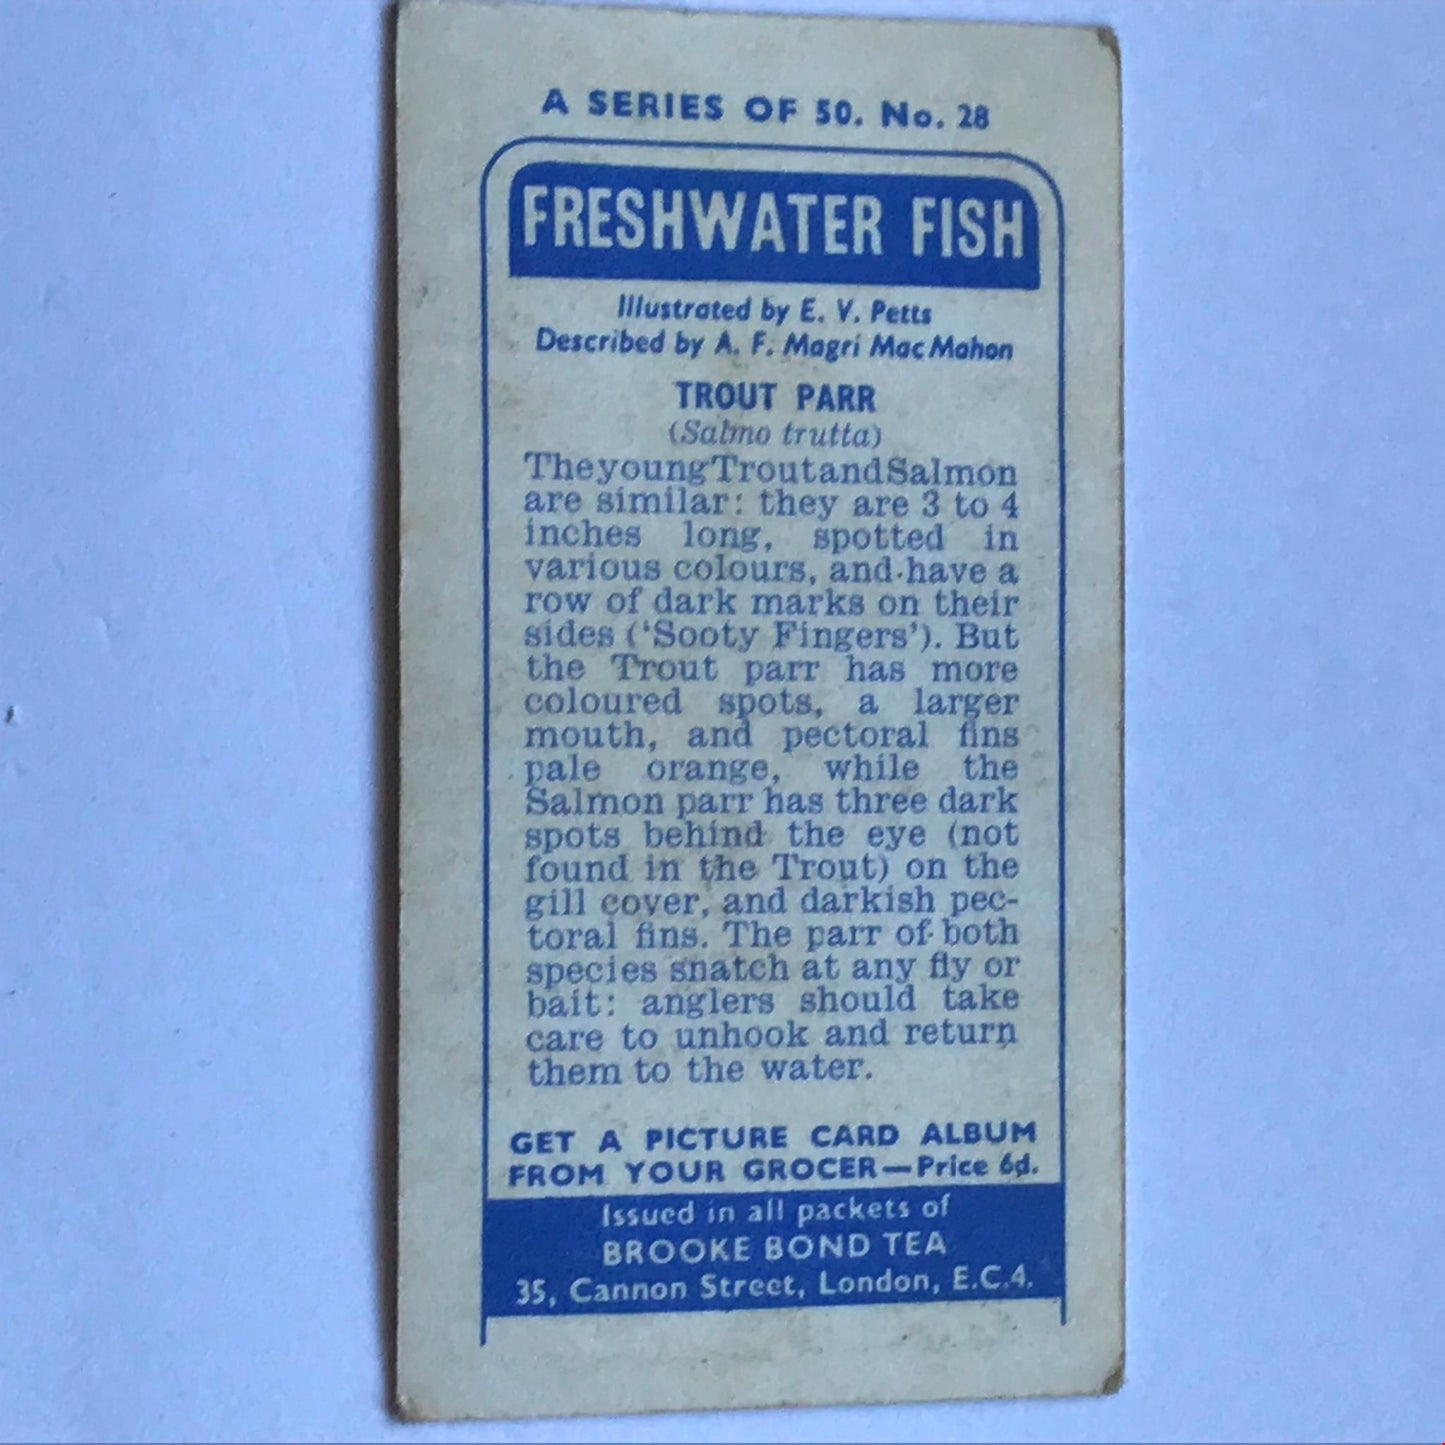 A SERIES OF 50. No. 28
FRESHWATER FISH
Illustrated by E. V. Petts
Described by A. F. Magri MacMahon
TROUT PARR
(Salmo trutta)
The young Trout and Salmon
are similar: they are 3 to 4
inches long, spotted in
various colours, and have a
row of dark marks on their
sides (‘Sooty Fingers’). But
the Trout parr has more
coloured spots, a larger
mouth, and pectoral fins
pale orange, while the
Salmon parr has three dark
spots behind the eye (not
found in the Trout) on the
gill cover, and darkish pec-
toral fins. The parr of both
species snatch at any fly or
bait: anglers should take
care to unhook and return
them to the water.
GET A PICTURE CARD ALBUM
FROM YOUR GROCER—Price 6d.
Issued in all packets of
BROOKE BOND TEA
35, Cannon Street, London, E.C.4.